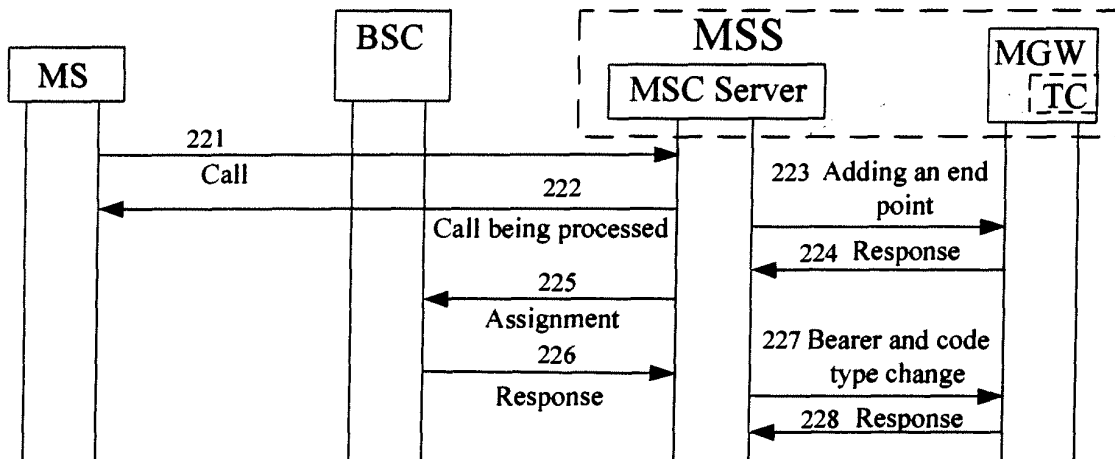 MS
BSC
MSS
MSC Server
MGW
TC
221
Call
222
Call being processed
223 Adding an end
point
224 Response
225
Assignment
226
Response
227 Bearer and code
type change
228 Response